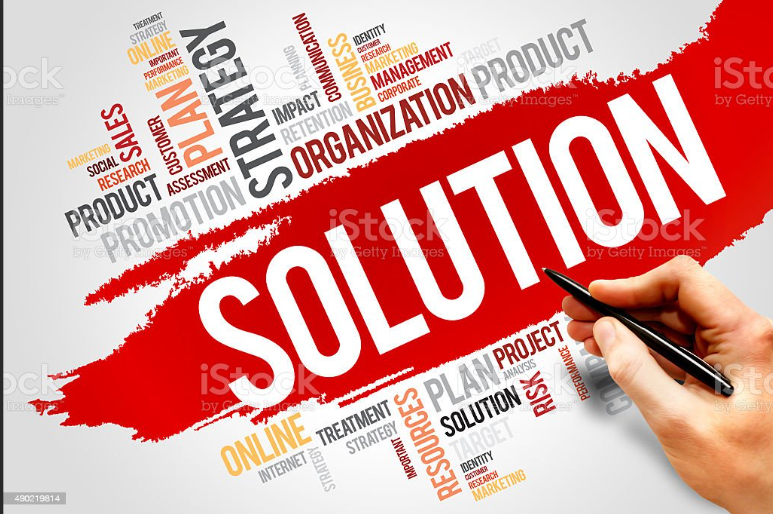 TREATMENT
STRATEGY
ONLINE
IMPORTANT
PERFORMANCE
MARKETING
PLAN
STRATEGY
CUSTOMER
SALES
MARKETING
SOCIAL
RESEARCH
PRODUCT
ASSESSMENT
PROMOTION
PLANNING
COMMUNICATION
IMPACT
RETENTION
BUSINESS
IDENTITY
CUSTOMER
RESEARCH
MARKETING
MANAGEMENT
CORPORATE
TARGET
ORGANIZATION
PRODUCT
SOLUTION
ONLINE
INTERNET
TREATMENT
STRATEGY
STRATEGY
IMPORTANT
RESOURCES
PLAN
PROJECT
ANALYSIS
SOLUTION
RISK
PERFORMANCE
TARGET
IDENTITY
CUSTOMER
RESEARCH
MARKETING
iStock
by Getty Images™
490219814